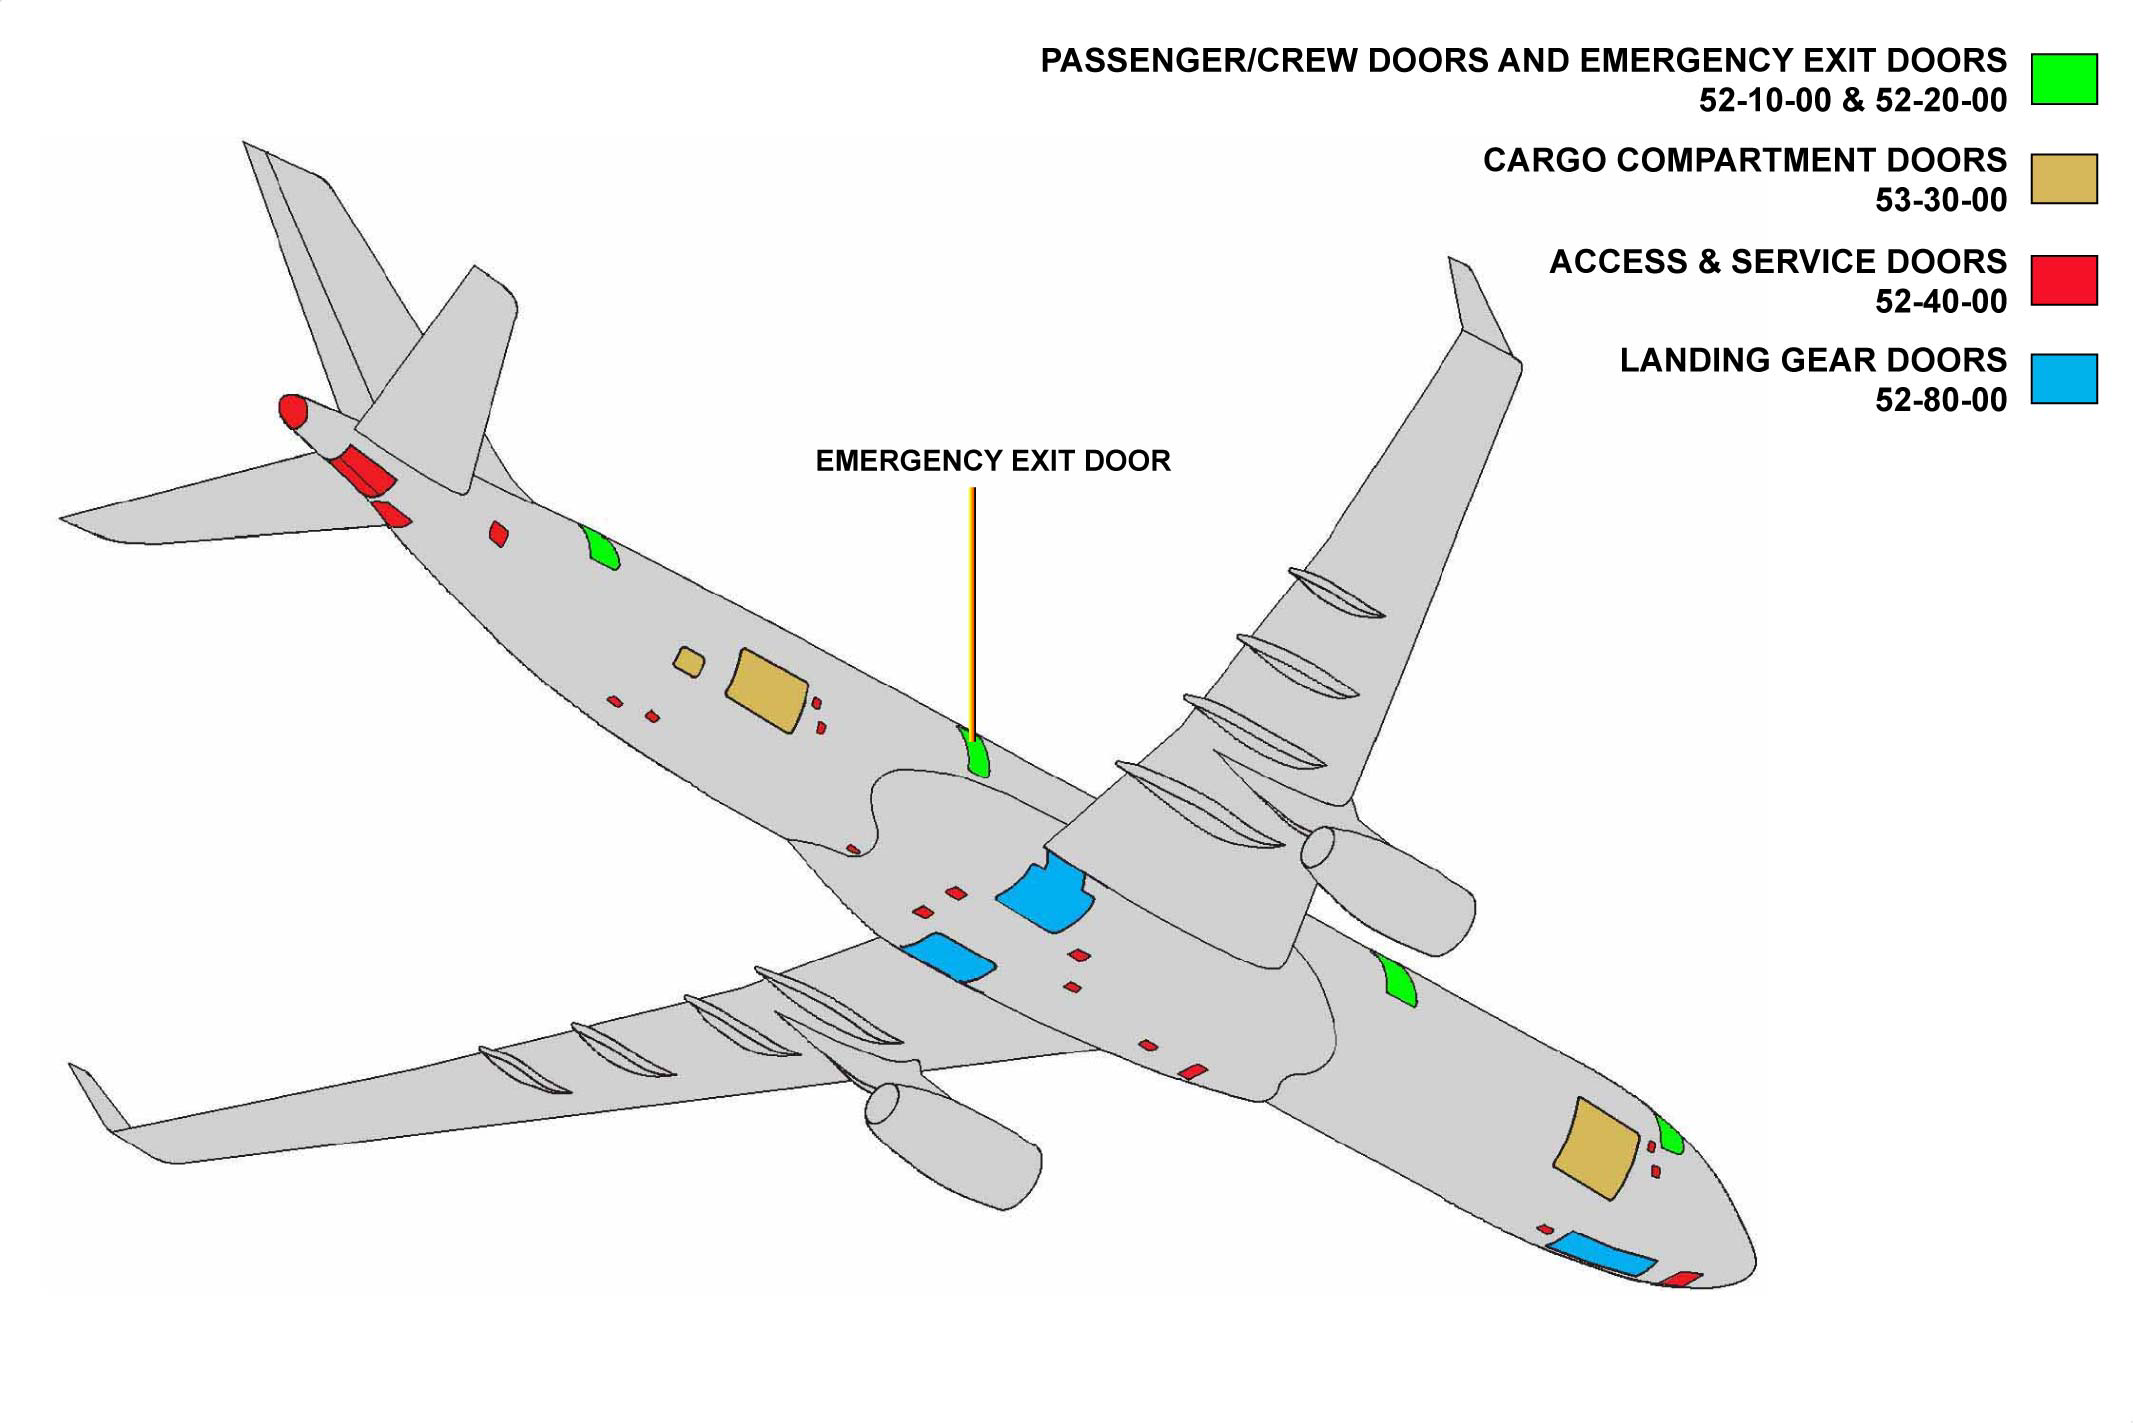 PASSENGER/CREW DOORS AND EMERGENCY EXIT DOORS
52-10-00 & 52-20-00
CARGO COMPARTMENT DOORS
53-30-00
ACCESS & SERVICE DOORS
52-40-00
LANDING GEAR DOORS
52-80-00
EMERGENCY EXIT DOOR